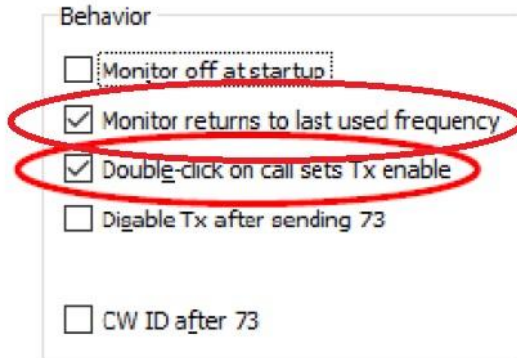 Behavior
Monitor off at startup
Monitor returns to last used frequency
Double-click on call sets Tx enable
Disable Tx after sending 73
CW ID after 73